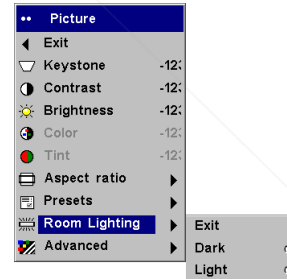 Picture
Exit
Keystone -12
Contrast -12
Brightness -12
Color -12
Tint -12
Aspect ratio
Presets
Room Lighting
Exit
Advanced
Dark
Light